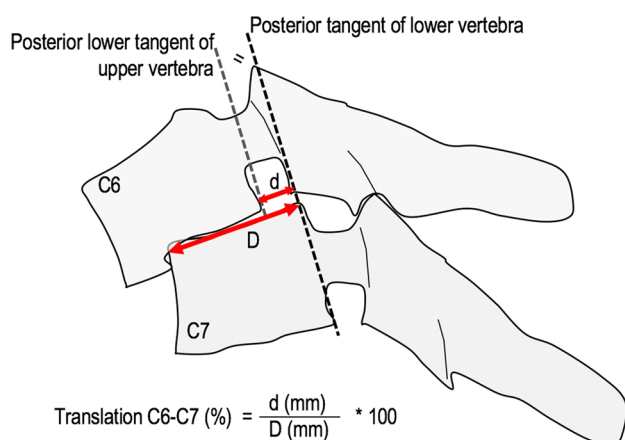 Posterior tangent of lower vertebra
Posterior lower tangent of
upper vertebra
=
C6
d
D
C7
Translation C6-C7 (%) = d (mm) / D (mm) * 100